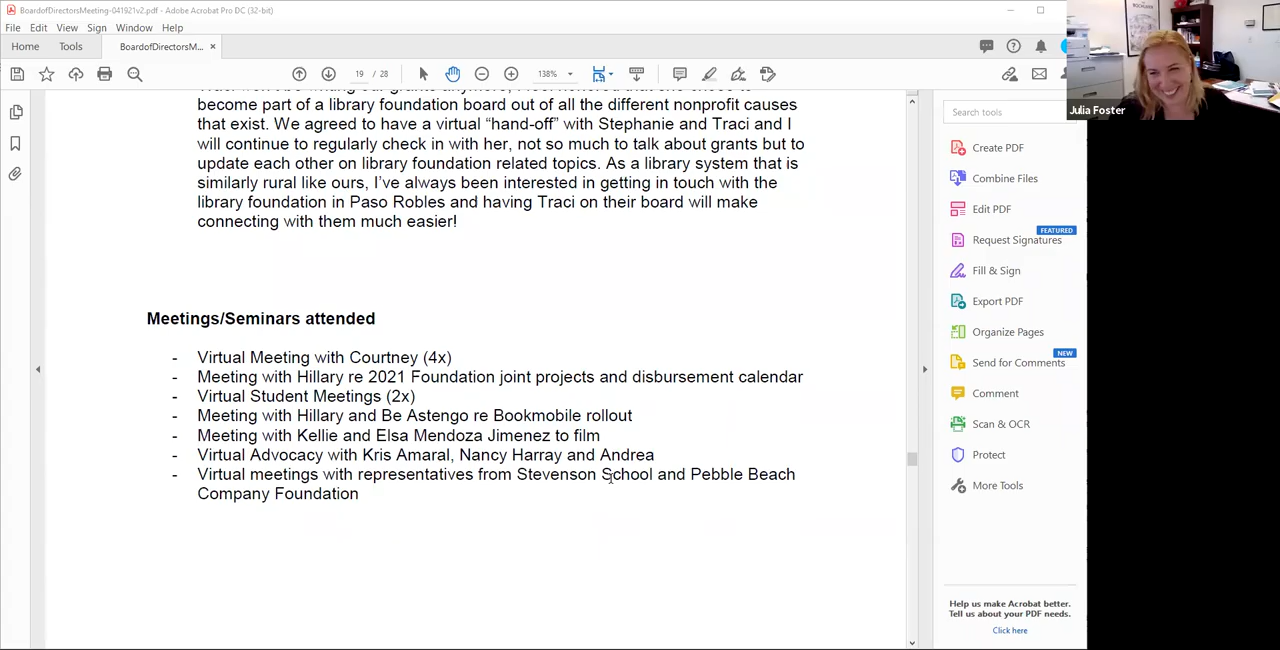 BoardofDirectorsMeeting-041921v2.pdf - Adobe Acrobat Pro DC (32-bit)
File Edit View Sign Window Help
Home Tools BoardofDirectorsM... ×
19 / 28 138%
become part of a library foundation board out of all the different nonprofit causes
that exist. We agreed to have a virtual “hand-off” with Stephanie and Traci and I
will continue to regularly check in with her, not so much to talk about grants but to
update each other on library foundation related topics. As a library system that is
similarly rural like ours, I’ve always been interested in getting in touch with the
library foundation in Paso Robles and having Traci on their board will make
connecting with them much easier!
Meetings/Seminars attended
- Virtual Meeting with Courtney (4x)
- Meeting with Hillary re 2021 Foundation joint projects and disbursement calendar
- Virtual Student Meetings (2x)
- Meeting with Hillary and Be Astengo re Bookmobile rollout
- Meeting with Kellie and Elsa Mendoza Jimenez to film
- Virtual Advocacy with Kris Amaral, Nancy Harray and Andrea
- Virtual meetings with representatives from Stevenson School and Pebble Beach
Company Foundation
Search tools
Create PDF
Combine Files
Edit PDF
FEATURED
Request Signatures
Fill & Sign
Export PDF
Organize Pages
NEW
Send for Comments
Comment
Scan & OCR
Protect
More Tools
Help us make Acrobat better.
Tell us about your PDF needs.
Click here
Julia Foster